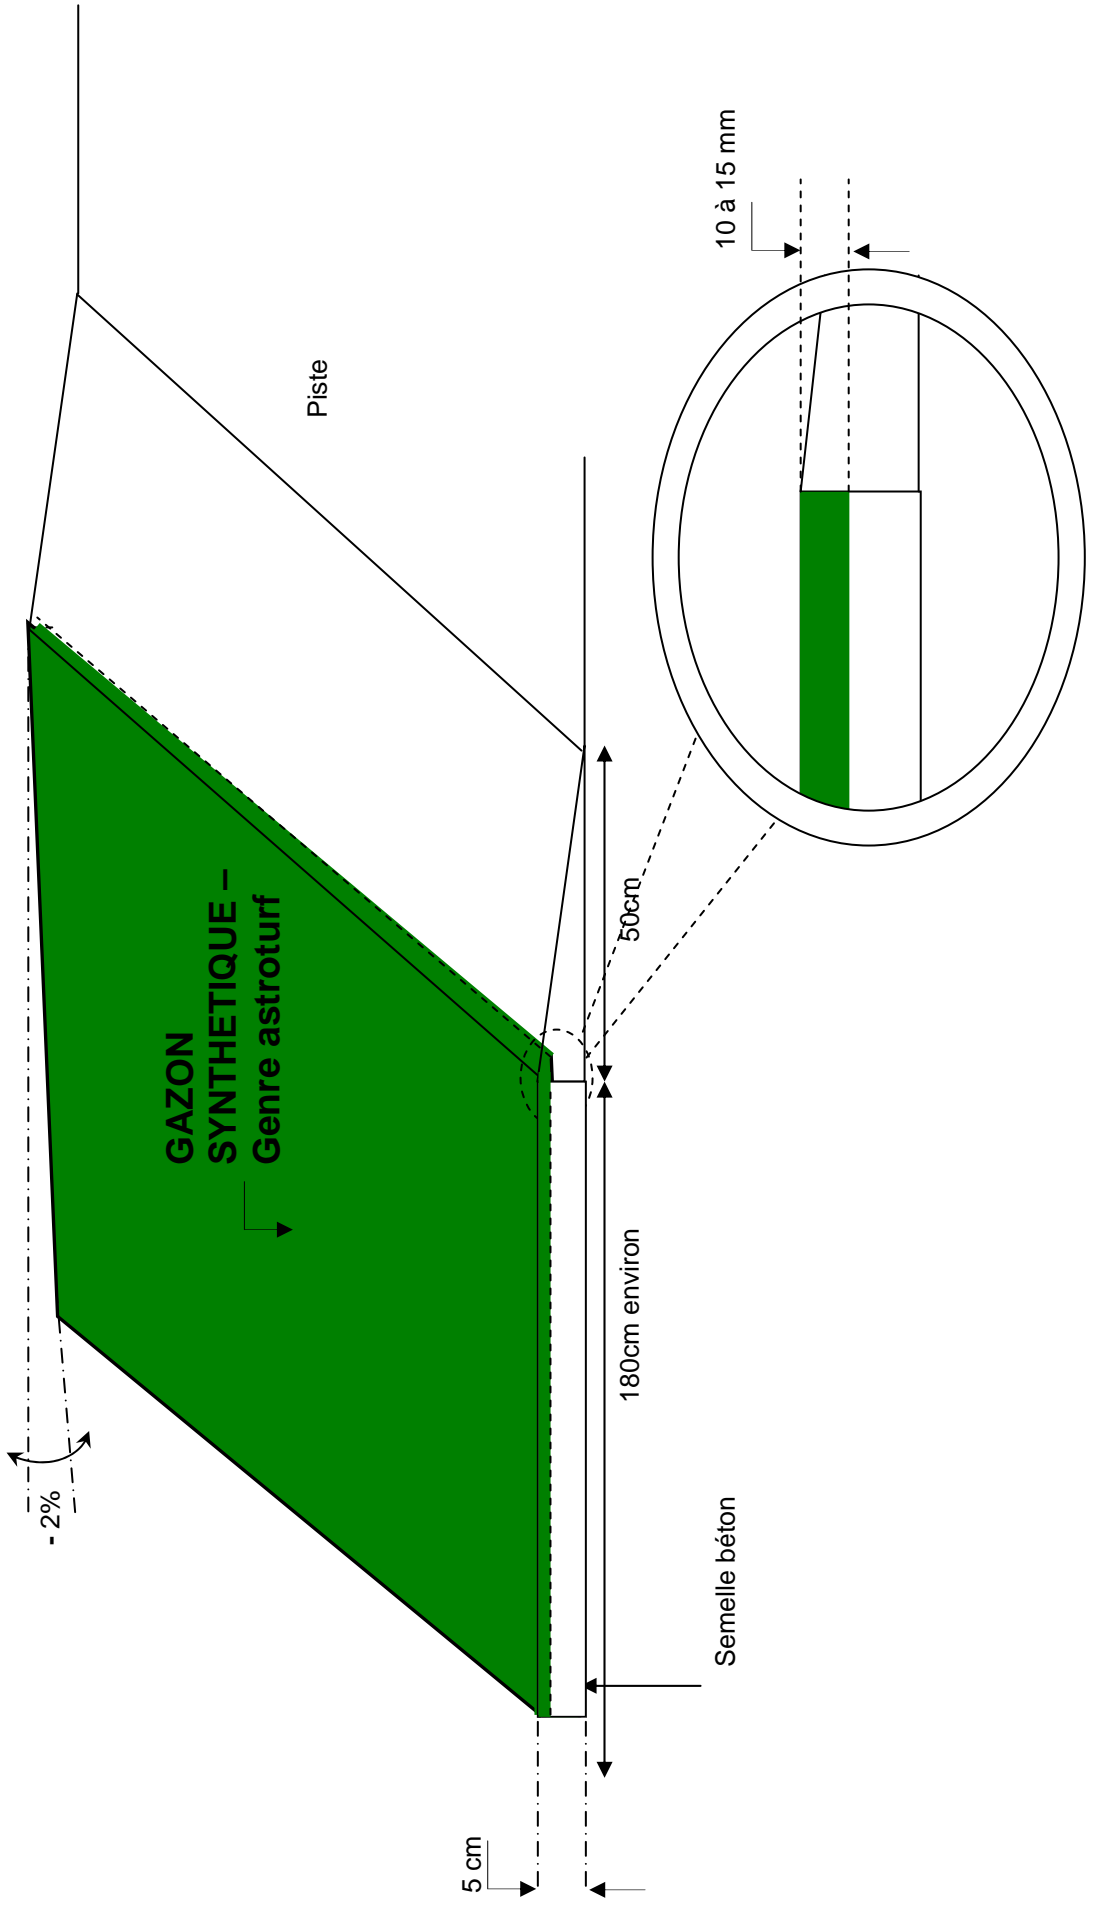 - 2%
GAZON
SYNTHETIQUE –
Genre astroturf
Piste
5 cm
180cm environ
50cm
Semelle béton
10 à 15 mm